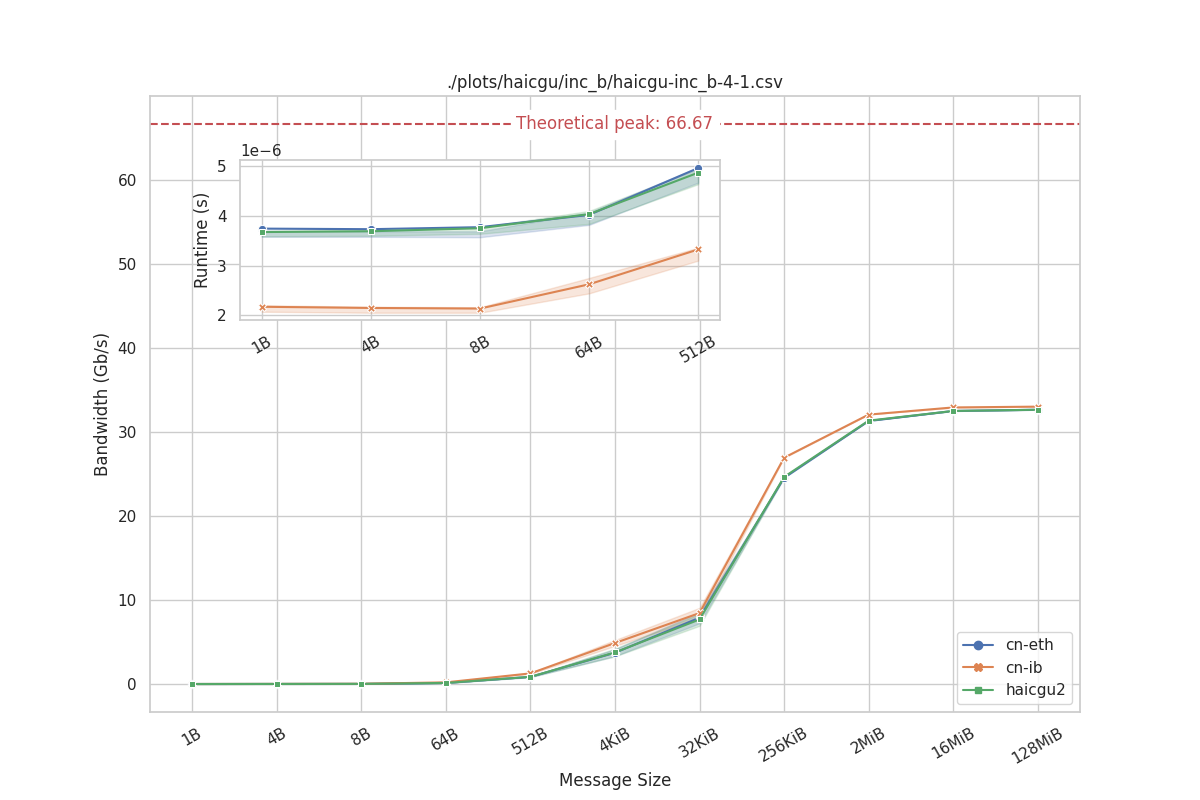 ./plots/haicgu/inc_b/haicgu-inc_b-4-1.csv
Theoretical peak: 66.67
1e−6
5
4
3
2
Runtime (s)
1B
4B
8B
64B
512B
60
50
40
30
20
10
0
Bandwidth (Gb/s)
cn-eth
cn-ib
haicgu2
1B
4B
8B
64B
512B
4KiB
32KiB
256KiB
2MiB
16MiB
128MiB
Message Size